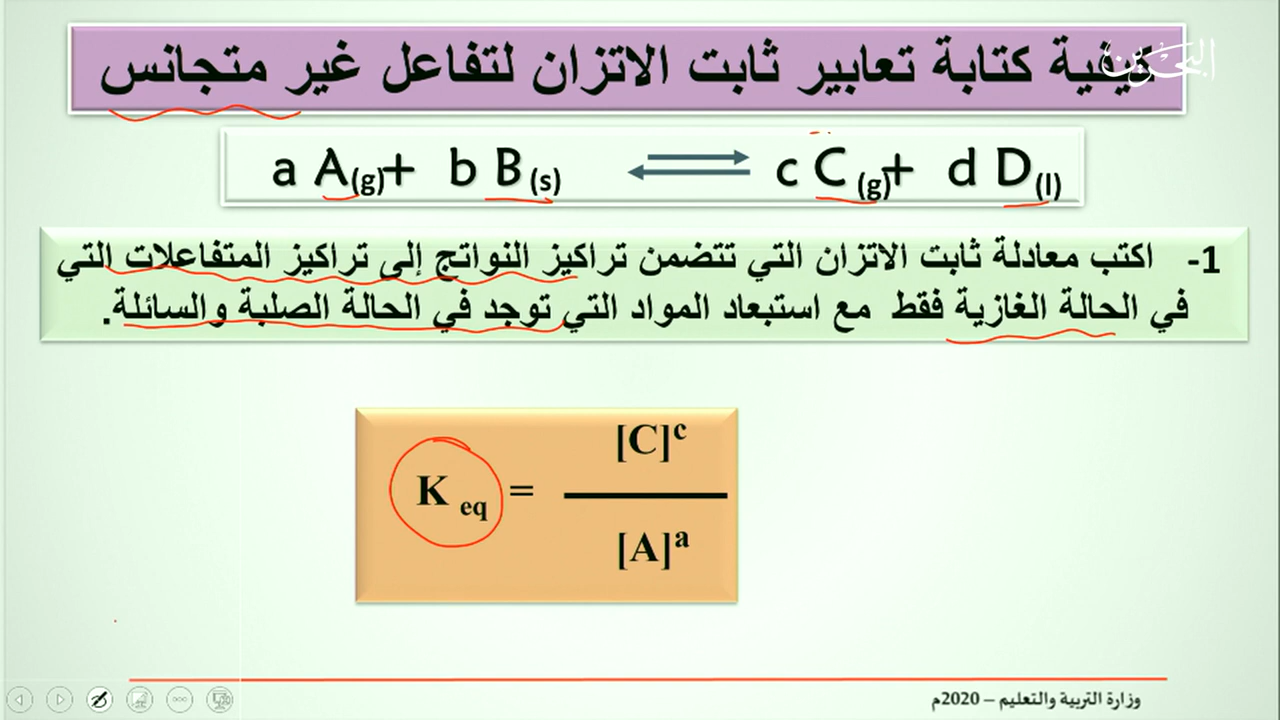 كيفية كتابة تعابير ثابت الاتزان لتفاعل غير متجانس
البحرين
a A(g)+ b B(s) ⇌ c C(g)+ d D(l)
1- اكتب معادلة ثابت الاتزان التي تتضمن تراكيز النواتج إلى تراكيز المتفاعلات التي
في الحالة الغازية فقط مع استبعاد المواد التي توجد في الحالة الصلبة والسائلة.
[C]ᶜ
K eq =
[A]ᵃ
وزارة التربية والتعليم – 2020م